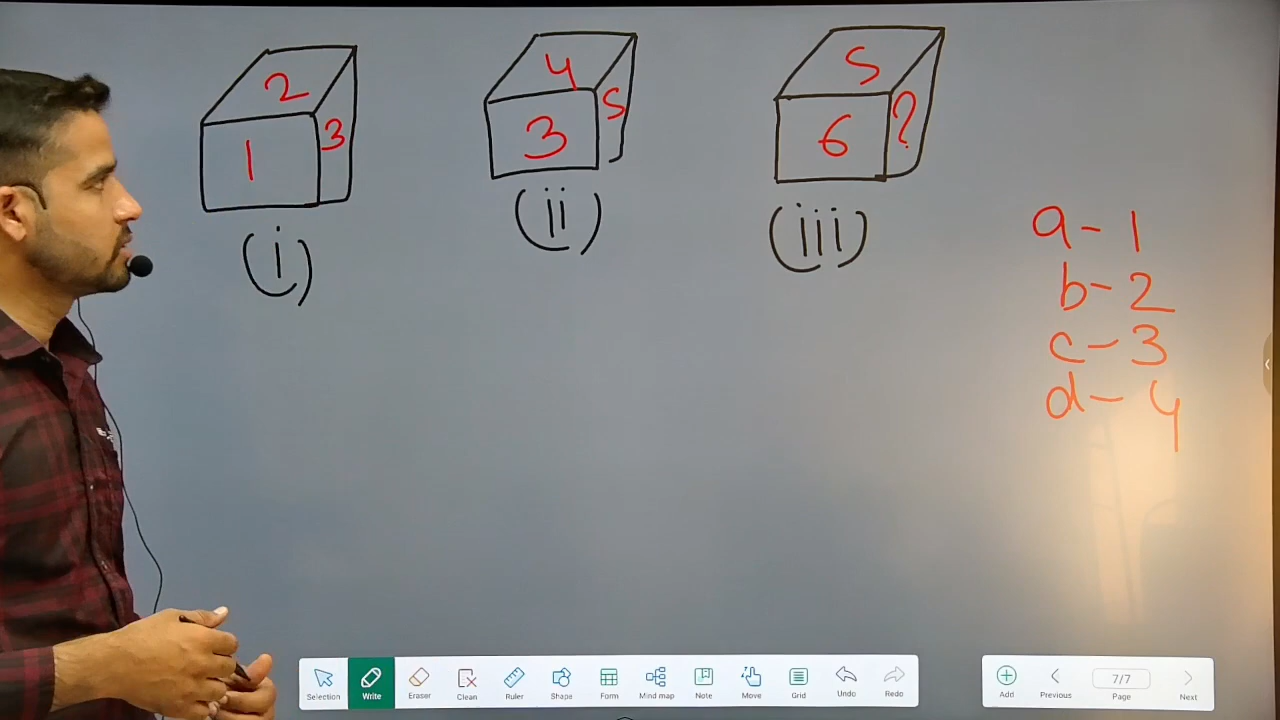 2
1
3
(i)
4
3
5
(ii)
5
6
?
(iii)
a - 1
b - 2
c - 3
d - 4
Selection
Write
Eraser
Clean
Ruler
Shape
Form
Mind map
Note
Move
Grid
Undo
Redo
Add
Previous
7/7
Page
Next